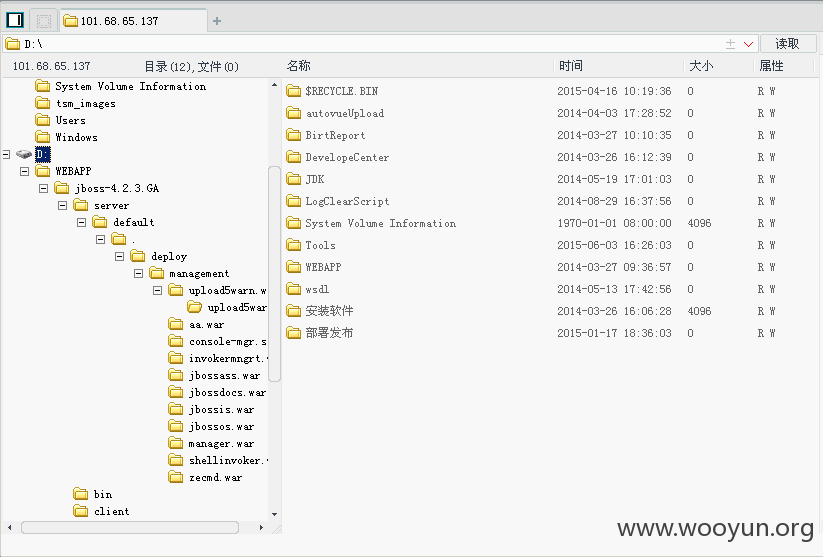 101.68.65.137
D:\
读取
101.68.65.137 目录(12),文件(0)
名称 时间 大小 属性
System Volume Information
tsm_images
Users
Windows
D:
WEBAPP
jboss-4.2.3.GA
server
default
.
deploy
management
upload5warn.w
upload5war
aa.war
console-mgr.s
invokermngrt.
jbossass.war
jbossdocs.war
jbossis.war
jbossos.war
manager.war
shellinvoker.
zecmd.war
bin
client
$RECYCLE.BIN 2015-04-16 10:19:36 0 R W
autovueUpload 2014-04-03 17:28:52 0 R W
BirtReport 2014-03-27 10:10:35 0 R W
DevelopeCenter 2014-03-26 16:12:39 0 R W
JDK 2014-05-19 17:01:03 0 R W
LogClearScript 2014-08-29 16:37:56 0 R W
System Volume Information 1970-01-01 08:00:00 4096 R W
Tools 2015-06-03 16:26:03 0 R W
WEBAPP 2014-03-27 09:36:57 0 R W
wsdl 2014-05-13 17:42:56 0 R W
安装软件 2014-03-26 16:06:28 4096 R W
部署发布 2015-01-17 18:36:03 0 R W
www.wooyun.org